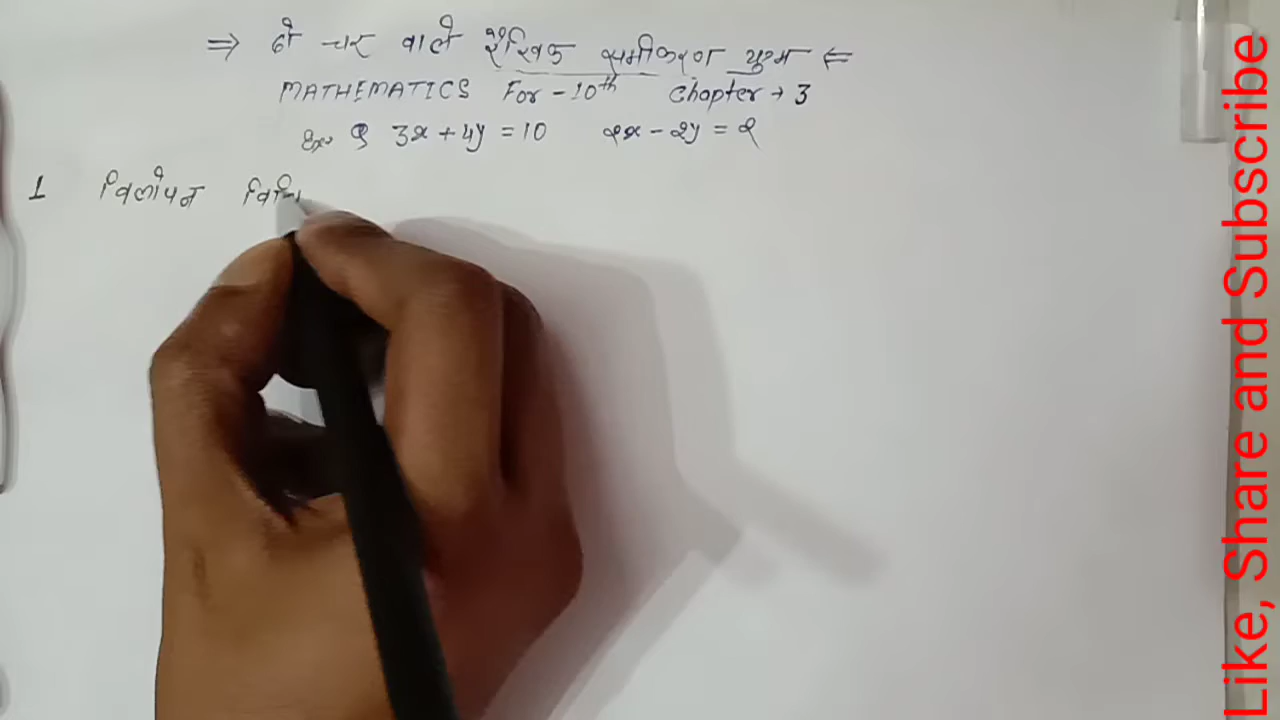 ⇒ दो चर वाले रैखिक समीकरण युग्म ⇐
MATHEMATICS For - 10th Chapter → 3
3x + 4y = 10 2x - 2y = 2
1 विलोपन
Like, Share and Subscribe